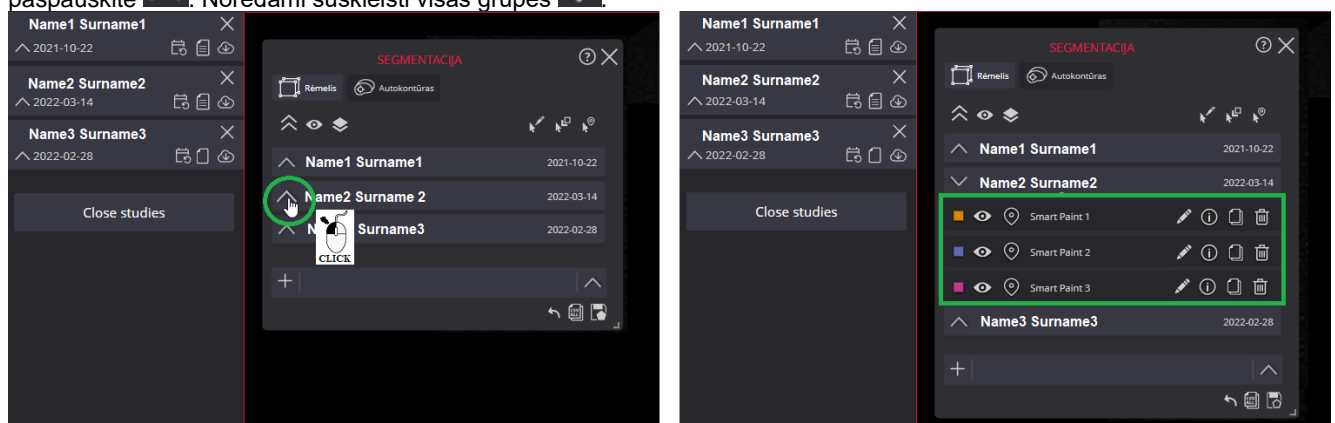 paspauskite . Norėdami suskleisti visas grupes .
Name1 Surname1
2021-10-22
Name2 Surname2
2022-03-14
Name3 Surname3
2022-02-28
Close studies
SEGMENTACIJA
Rėmelis Autokontūras
Name1 Surname1 2021-10-22
Name2 Surname 2 2022-03-14
Surname3 2022-02-28
CLICK
Name1 Surname1
2021-10-22
Name2 Surname2
2022-03-14
Name3 Surname3
2022-02-28
Close studies
SEGMENTACIJA
Rėmelis Autokontūras
Name1 Surname1 2021-10-22
Name2 Surname2 2022-03-14
Smart Paint 1
Smart Paint 2
Smart Paint 3
Name3 Surname3 2022-02-28